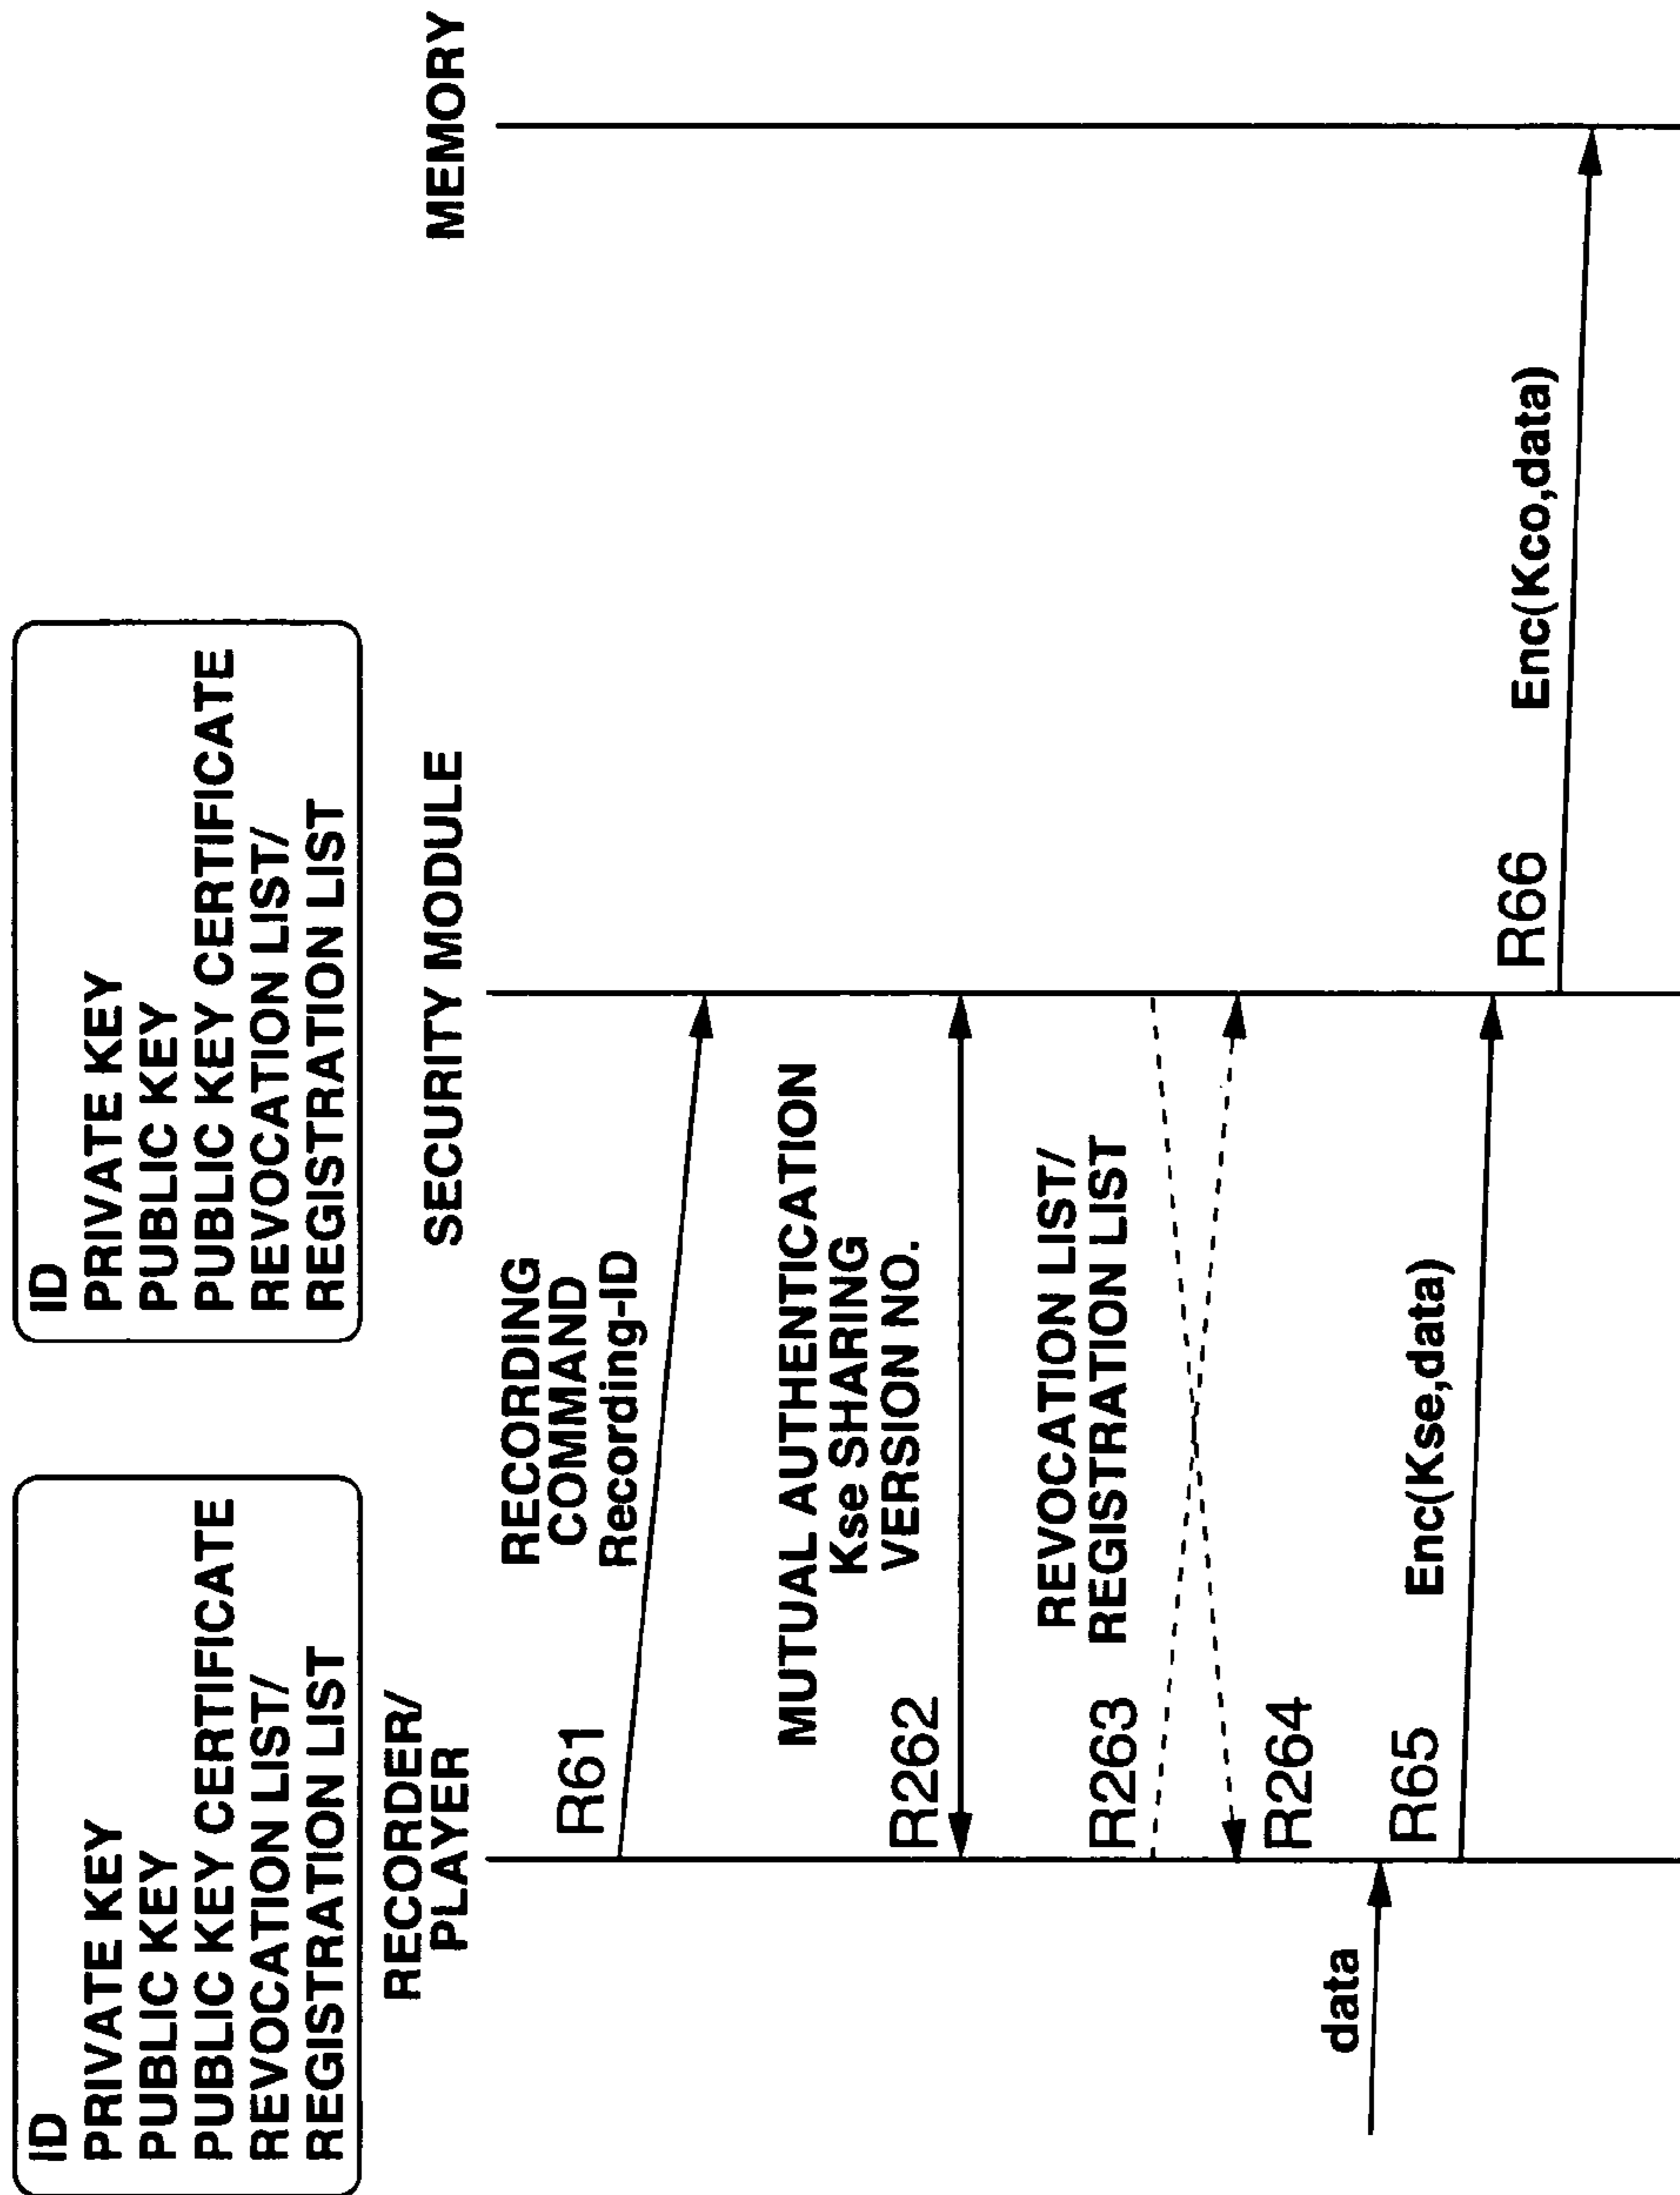 ID
PRIVATE KEY
PUBLIC KEY
PUBLIC KEY CERTIFICATE
REVOCATION LIST/
REGISTRATION LIST
ID
PRIVATE KEY
PUBLIC KEY
PUBLIC KEY CERTIFICATE
REVOCATION LIST/
REGISTRATION LIST
RECORDER/
PLAYER
SECURITY MODULE
MEMORY
RECORDING
COMMAND
Recording-ID
R61
MUTUAL AUTHENTICATION
Kse SHARING
VERSION NO.
R262
REVOCATION LIST/
REGISTRATION LIST
R263
R264
data
R65
Enc(Kse,data)
R66
Enc(Kco,data)